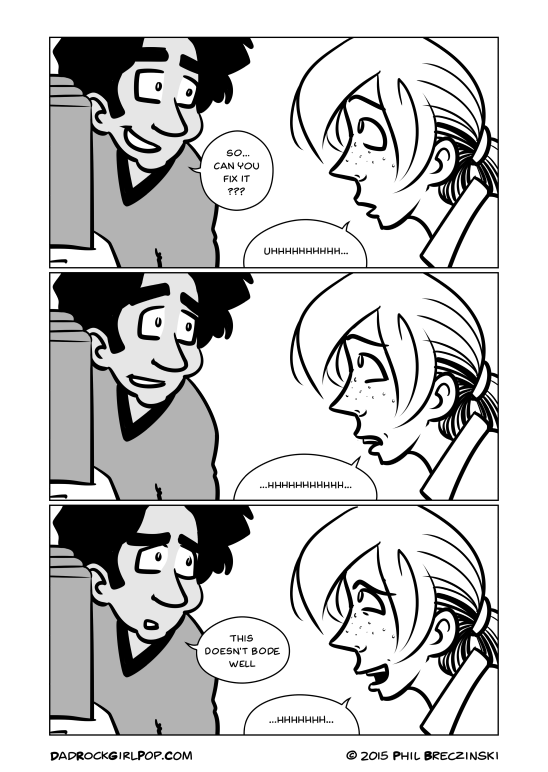 SO...
CAN YOU
FIX IT
???
UHHHHHHHHHH...
...HHHHHHHHHHH...
THIS
DOESN'T BODE
WELL
...HHHHHHH...
DADROCKGIRLPOP.COM
© 2015 PHIL BRECZINSKI